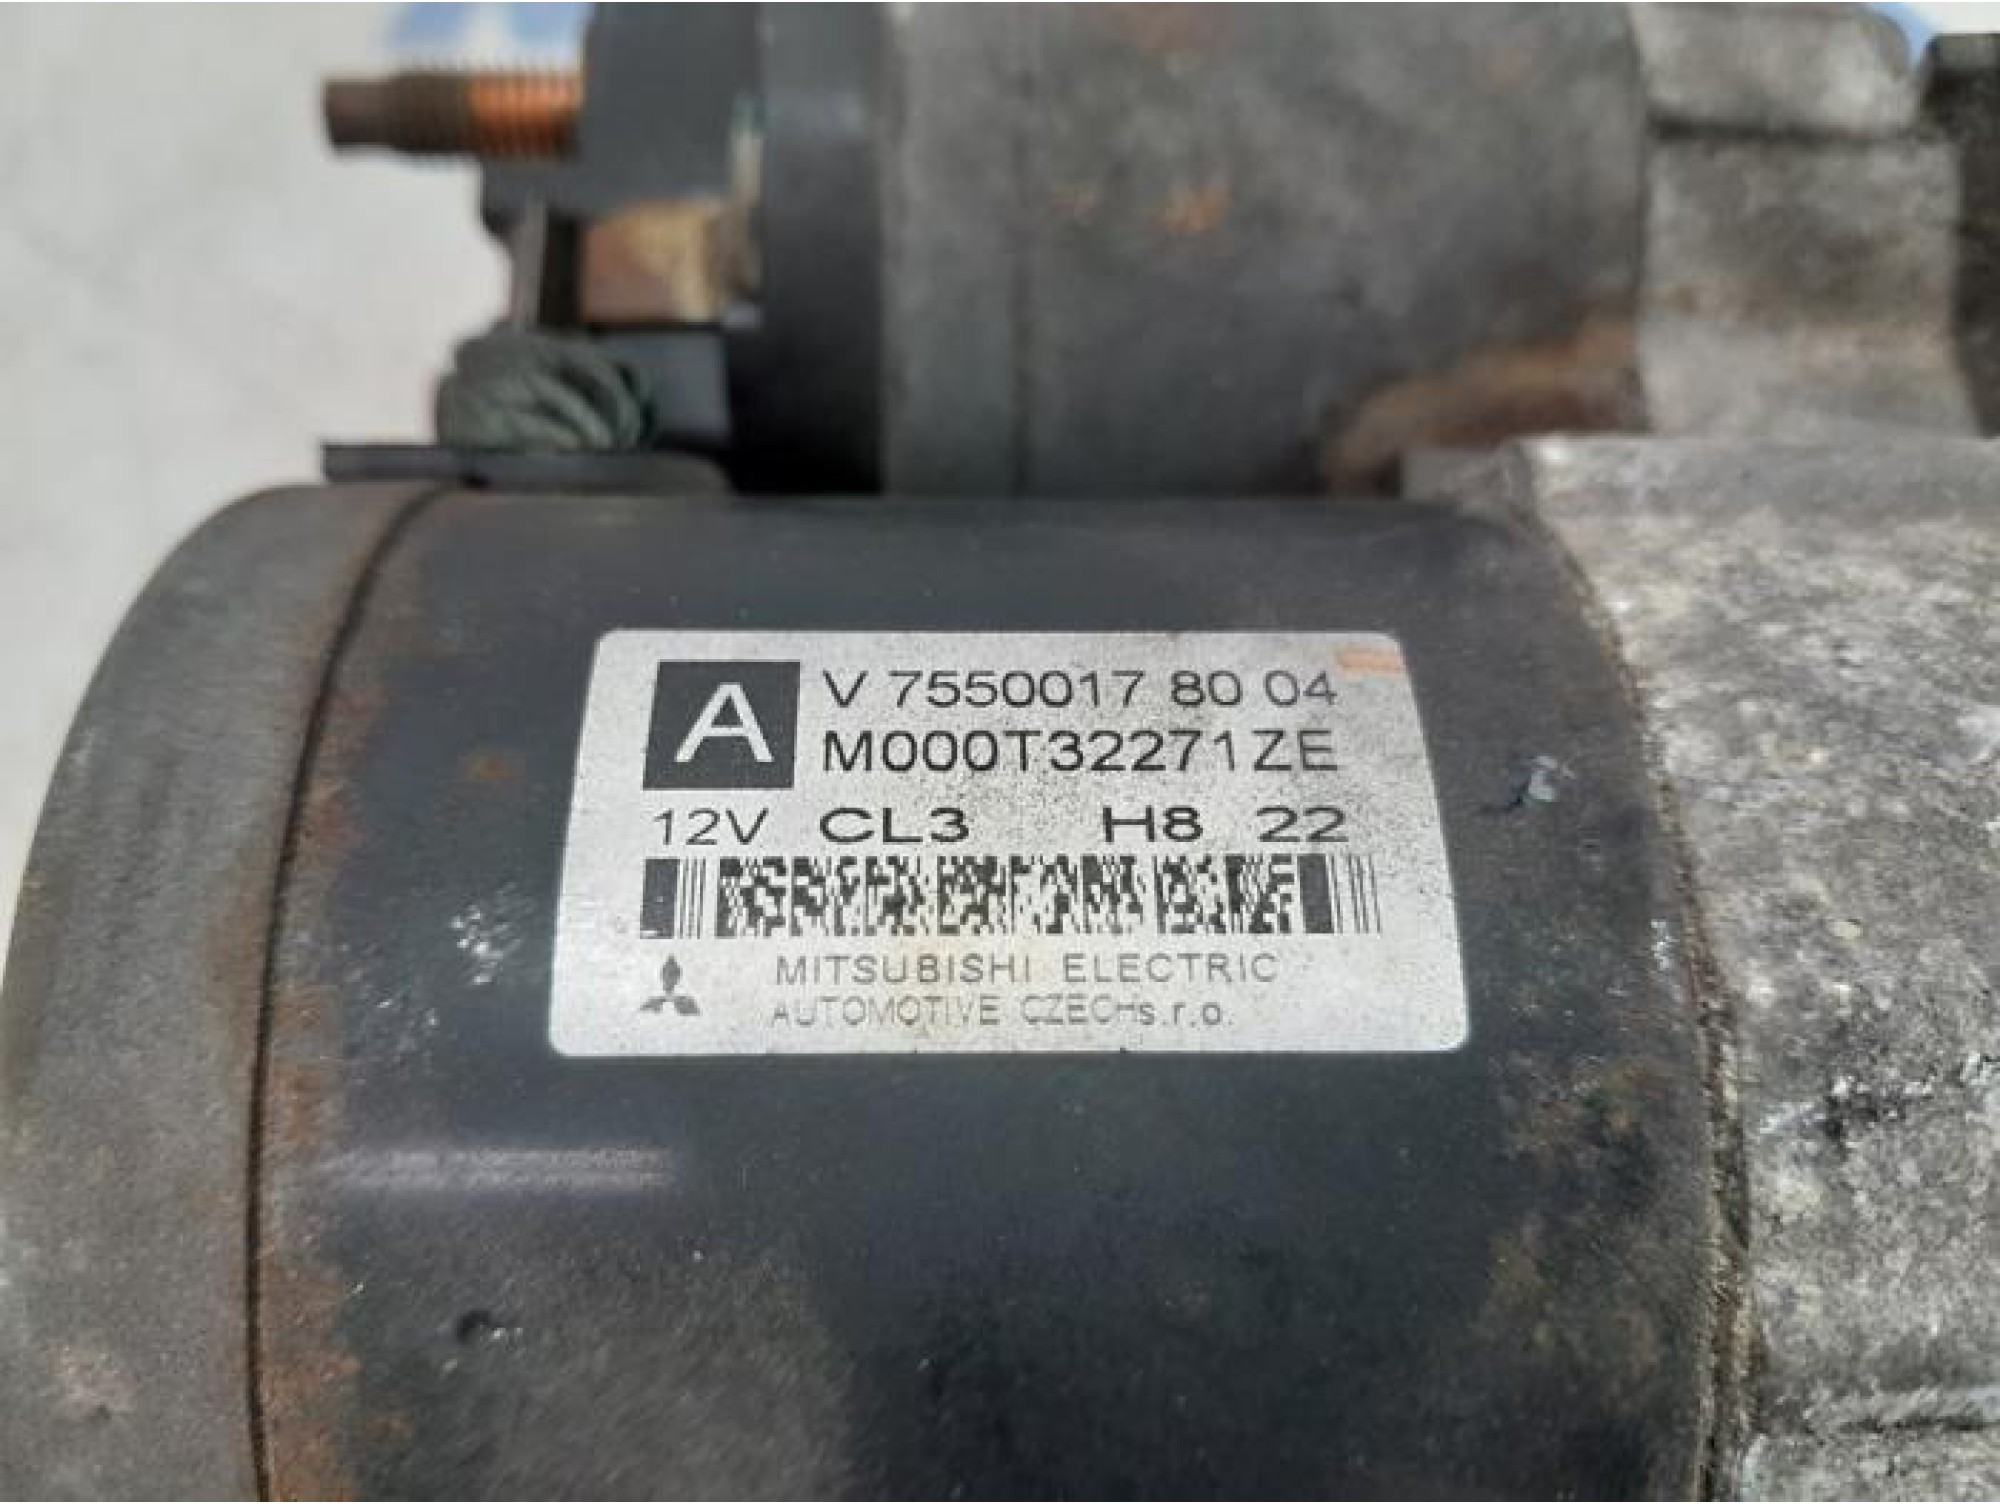 A V 7550017 80 04
M000T32271ZE
12V CL3 H8 22
MITSUBISHI ELECTRIC
AUTOMOTIVE CZECHs.r.o.